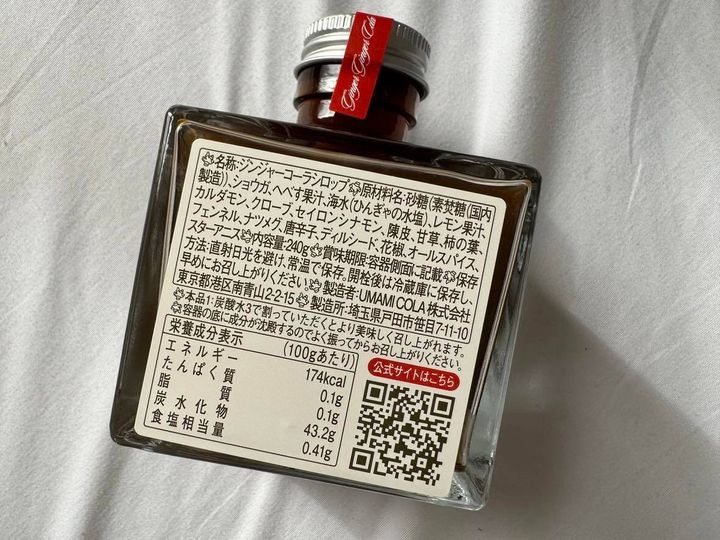 Ginger Ginger Cola
名称:ジンジャーコーラシロップ 原材料名:砂糖(素焚糖(国内
製造))、ショウガ、へべす果汁、海水(ひんぎゃの水塩)、レモン果汁、
カルダモン、クローブ、セイロンシナモン、陳皮、甘草、柿の葉、
フェンネル、ナツメグ、唐辛子、ディルシード、花椒、オールスパイス、
スターアニス 内容量:240g 賞味期限:容器側面に記載 保存
方法:直射日光を避け、常温で保存。開栓後は冷蔵庫に保存し、
早めにお召し上がりください。 製造者:UMAMI COLA 株式会社
東京都港区南青山2-2-15 製造所:埼玉県戸田市笹目7-11-10
本品1:炭酸水3で割っていただくとより美味しく召し上がれます。
容器の底に成分が沈殿するのでよく振ってからお召し上がりください。
栄養成分表示 (100gあたり)
エネルギー 174kcal
たんぱく質 0.1g
脂質 0.1g
炭水化物 43.2g
食塩相当量 0.41g
公式サイトはこちら